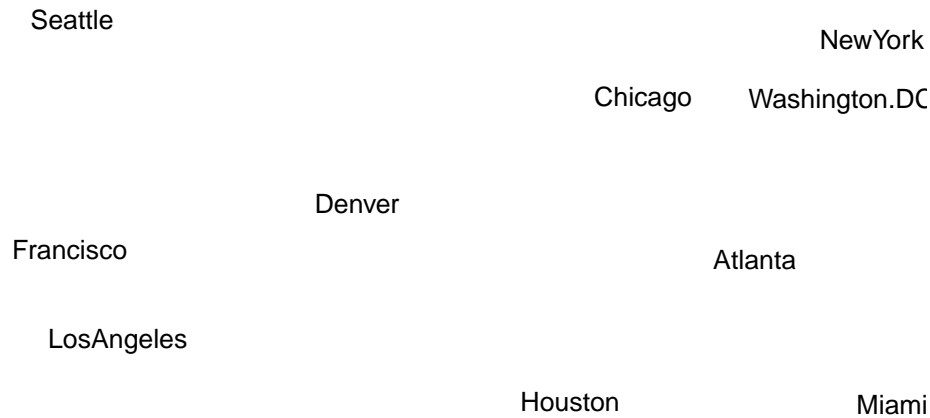 Seattle
NewYork
Chicago
Washington.DC
Denver
Francisco
Atlanta
LosAngeles
Houston
Miami